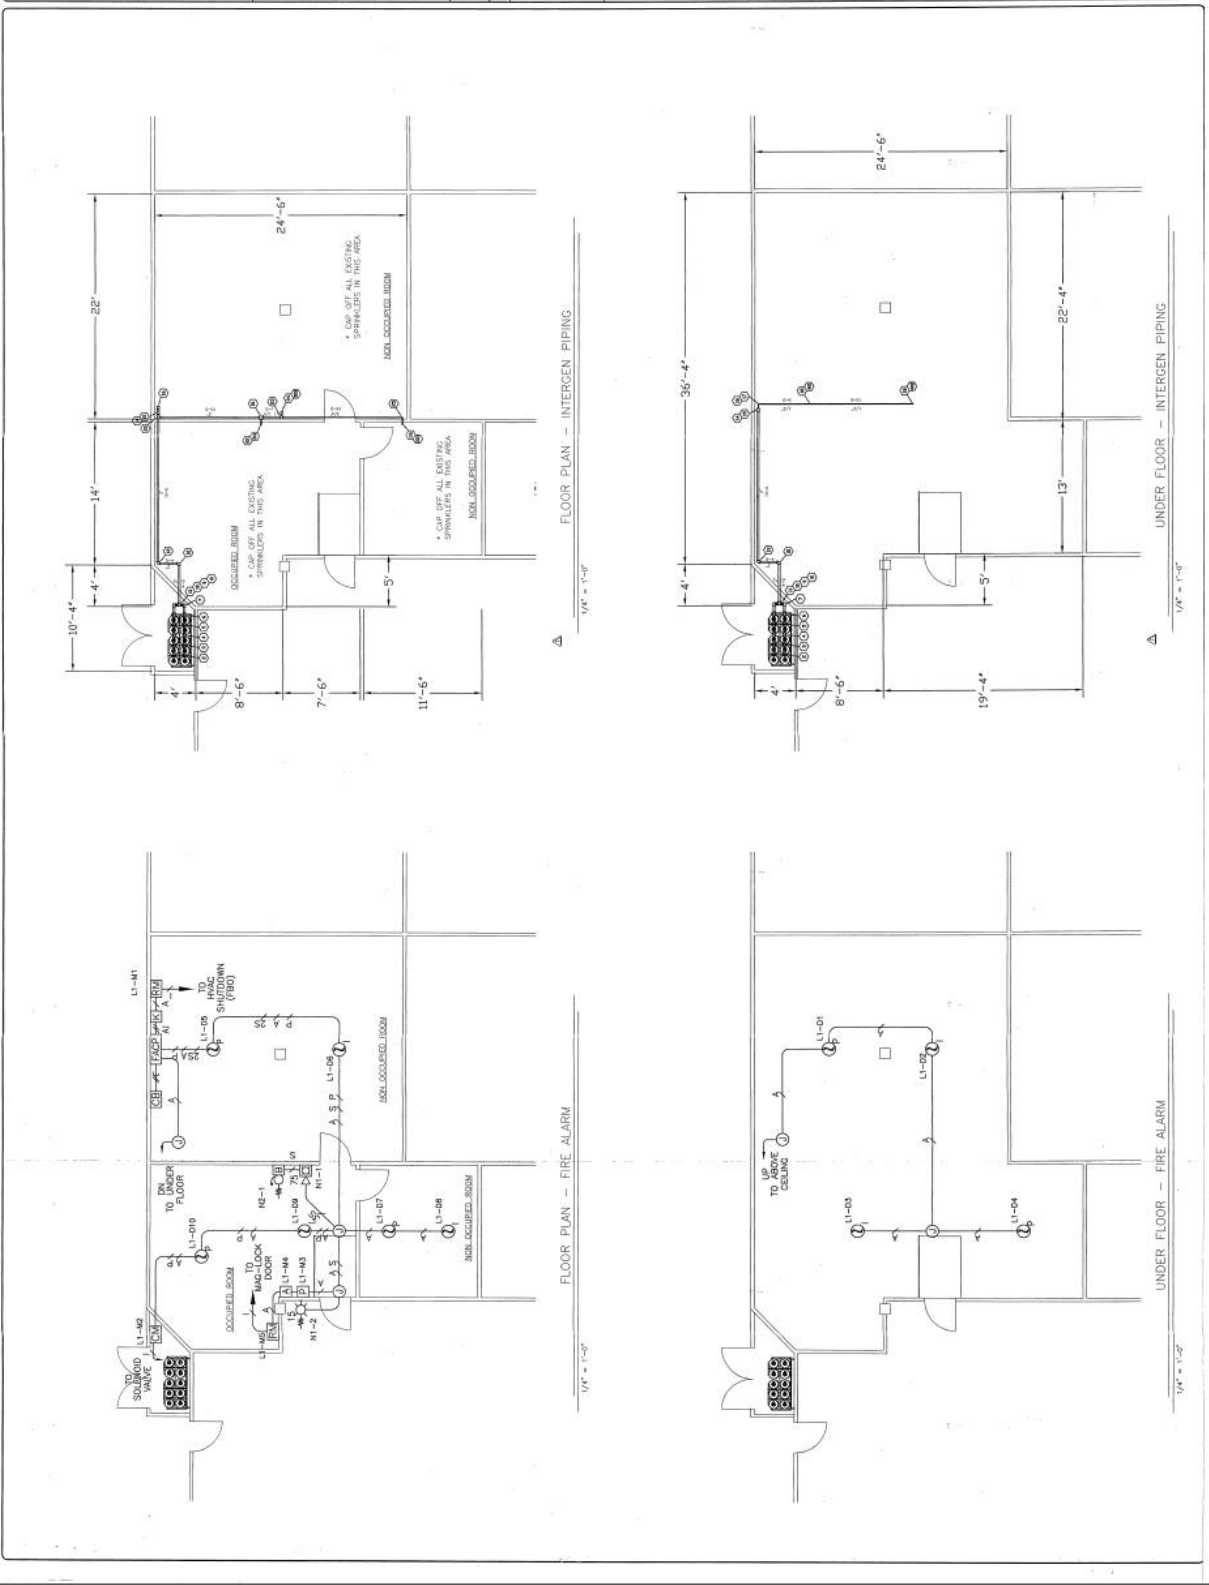 22'
14'
4'
10'-4"
24'-6"
* CAP OFF ALL EXISTING
SPRINKLERS IN THIS AREA
NON OCCUPIED ROOM
OCCUPIED ROOM
* CAP OFF ALL EXISTING
SPRINKLERS IN THIS AREA
* CAP OFF ALL EXISTING
SPRINKLERS IN THIS AREA
NON OCCUPIED ROOM
5'
4'
8'-6"
7'-6"
11'-6"
FLOOR PLAN - INTERGEN PIPING
1/4" = 1'-0"
24'-6"
36'-4"
4'
22'-4"
13'
5'
4'
8'-6"
19'-4"
UNDER FLOOR - INTERGEN PIPING
1/4" = 1'-0"
L1-M1
RM
TO
HVAC
SHUTDOWN
(FBO)
A
K
AI
FACP
CB
A
J
L1-D5
P
S
A
P
L1-D6
I
NON OCCUPIED ROOM
A S P
DN
TO UNDER
FLOOR
S
B
N2-1
75
N1-1
L1-D10
P
L1-D9
I
J
L1-D7
P
L1-D8
I
NON OCCUPIED ROOM
TO
MAG-LOCK
DOOR
OCCUPIED ROOM
L1-M4
A
L1-M3
P
A S
J
15
N1-2
L1-M5
RM
A
I
L1-M2
CM
I
TO
SOLENOID
VALVE
FLOOR PLAN - FIRE ALARM
1/4" = 1'-0"
L1-D1
P
A
J
UP
TO ABOVE
CEILING
L1-D2
I
A
L1-D3
I
J
L1-D4
P
UNDER FLOOR - FIRE ALARM
1/4" = 1'-0"